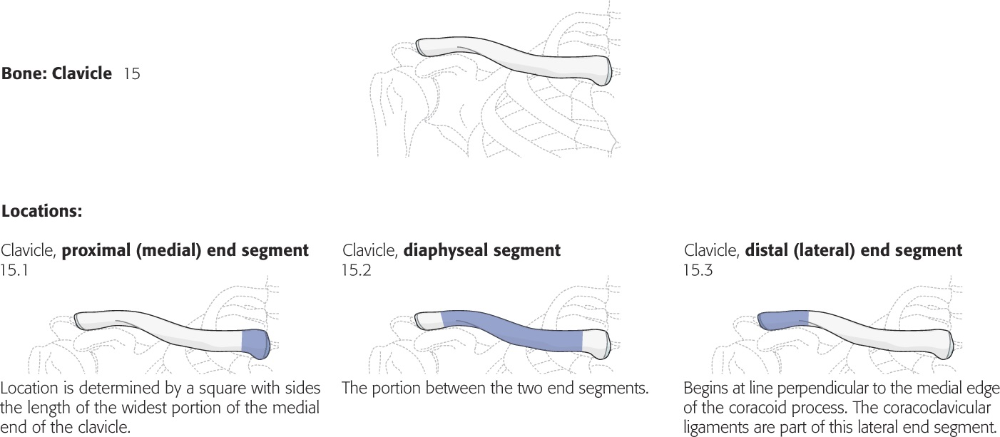 Bone: Clavicle 15
Locations:
Clavicle, proximal (medial) end segment
15.1
Location is determined by a square with sides
the length of the widest portion of the medial
end of the clavicle.
Clavicle, diaphyseal segment
15.2
The portion between the two end segments.
Clavicle, distal (lateral) end segment
15.3
Begins at line perpendicular to the medial edge
of the coracoid process. The coracoclavicular
ligaments are part of this lateral end segment.